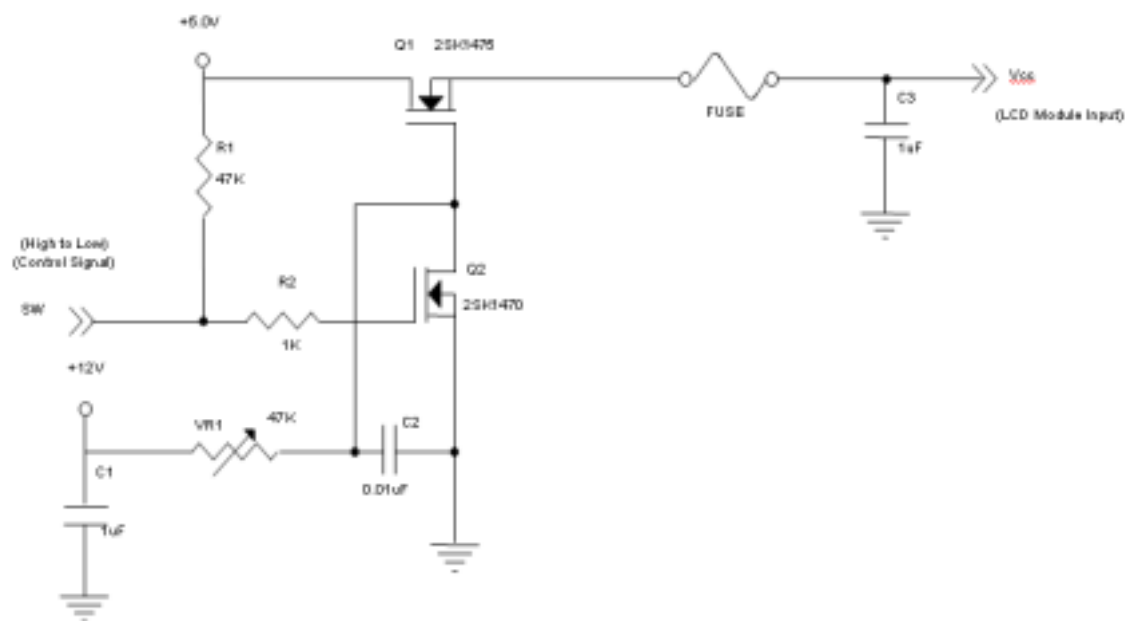 +5.0V
Q1 2SK1475
Vcc
C3
FUSE
(LCD Module Input)
R1
1uF
47K
(High to Low)
(Control Signal)
Q2
R2
SW
2SK1470
1K
+12V
47K
VR1
C2
C1
0.01uF
1uF